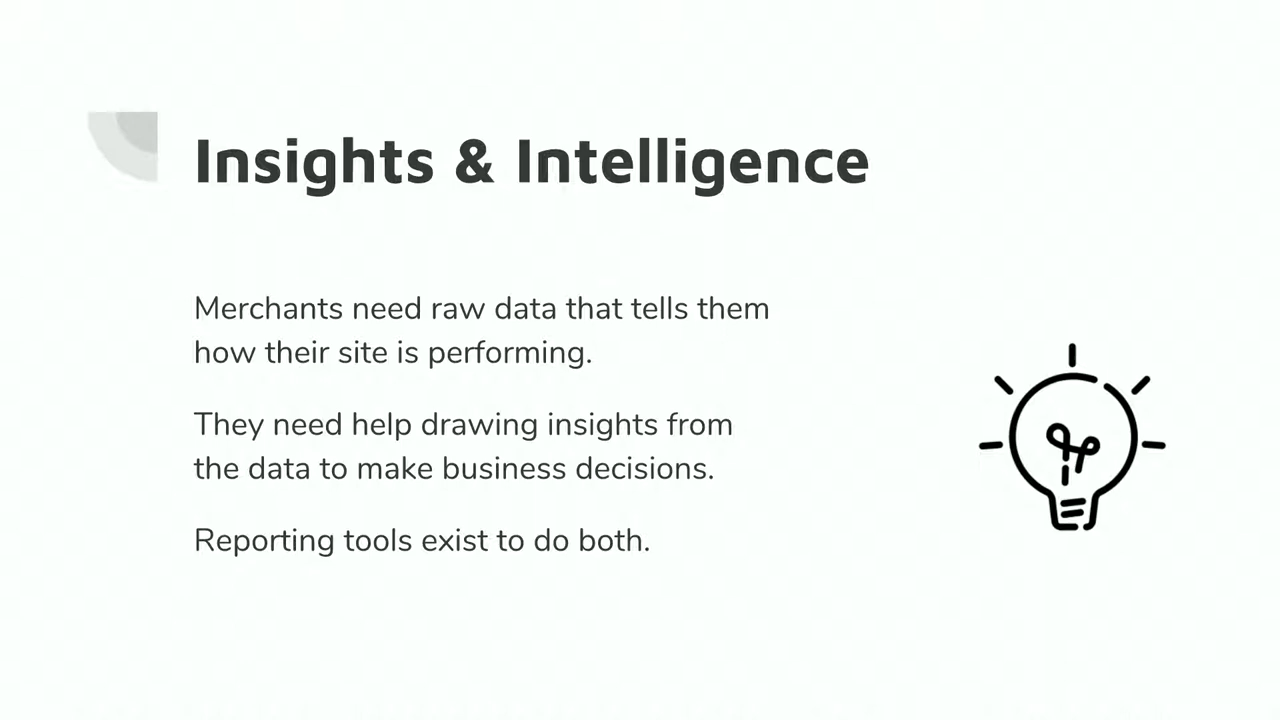 Insights & Intelligence
Merchants need raw data that tells them
how their site is performing.
They need help drawing insights from
the data to make business decisions.
Reporting tools exist to do both.